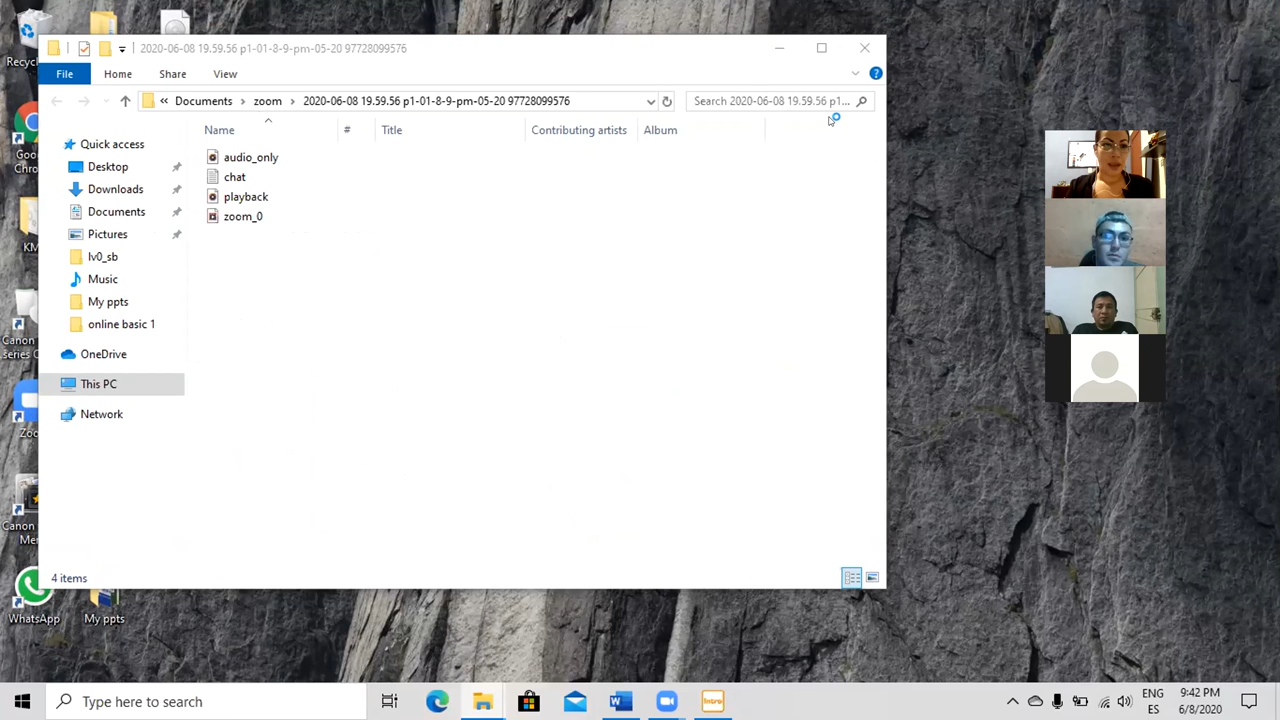 2020-06-08 19.59.56 p1-01-8-9-pm-05-20 97728099576
File Home Share View
« Documents > zoom > 2020-06-08 19.59.56 p1-01-8-9-pm-05-20 97728099576
Search 2020-06-08 19.59.56 p1...
Name # Title Contributing artists Album
audio_only
chat
playback
zoom_0
Quick access
Desktop
Downloads
Documents
Pictures
lv0_sb
Music
My ppts
online basic 1
OneDrive
This PC
Network
4 items
Recyc
Goo
Chro
KM
Canon
series
Zoo
Canon
Me
WhatsApp
My ppts
Type here to search
Intro
ENG
ES
9:42 PM
6/8/2020